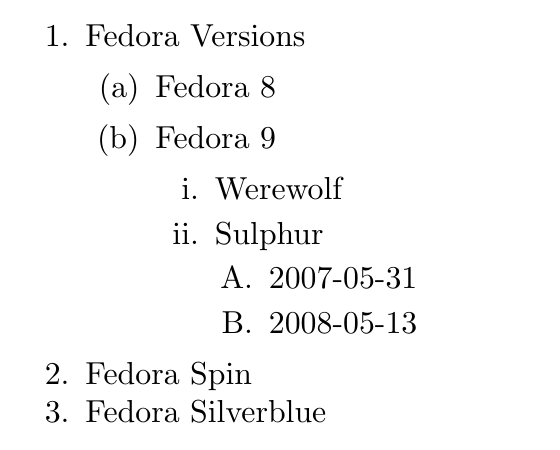 1. Fedora Versions
(a) Fedora 8
(b) Fedora 9
i. Werewolf
ii. Sulphur
A. 2007-05-31
B. 2008-05-13
2. Fedora Spin
3. Fedora Silverblue